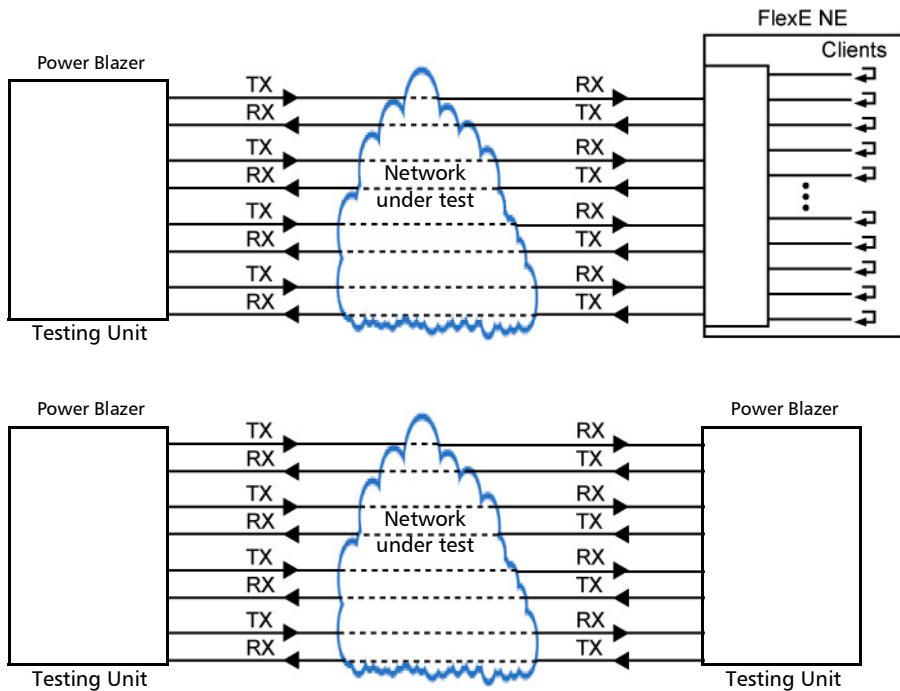 FlexE NE
Power Blazer
Clients
TX
RX
RX
TX
TX
RX
RX
TX
Network
under test
TX
RX
RX
TX
TX
RX
RX
TX
Testing Unit
Power Blazer
Power Blazer
TX
RX
RX
TX
TX
RX
RX
TX
Network
under test
TX
RX
RX
TX
TX
RX
RX
TX
Testing Unit
Testing Unit